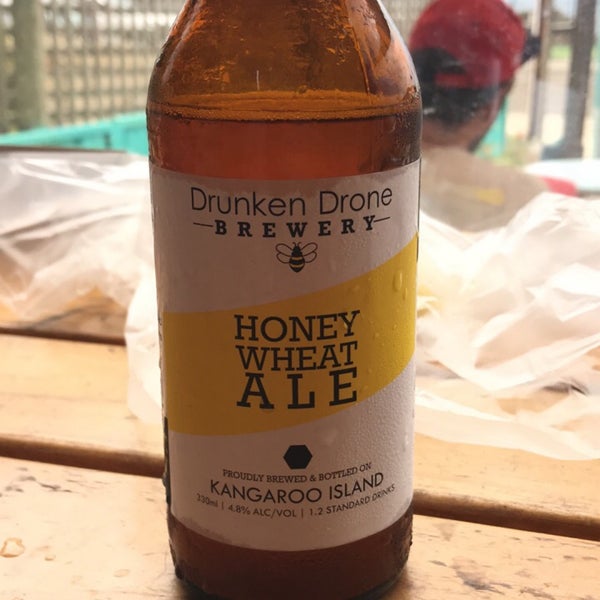 Drunken Drone
BREWERY
HONEY
WHEAT
ALE
PROUDLY BREWED & BOTTLED ON
KANGAROO ISLAND
330ml | 4.8% ALC/VOL | 1.2 STANDARD DRINKS